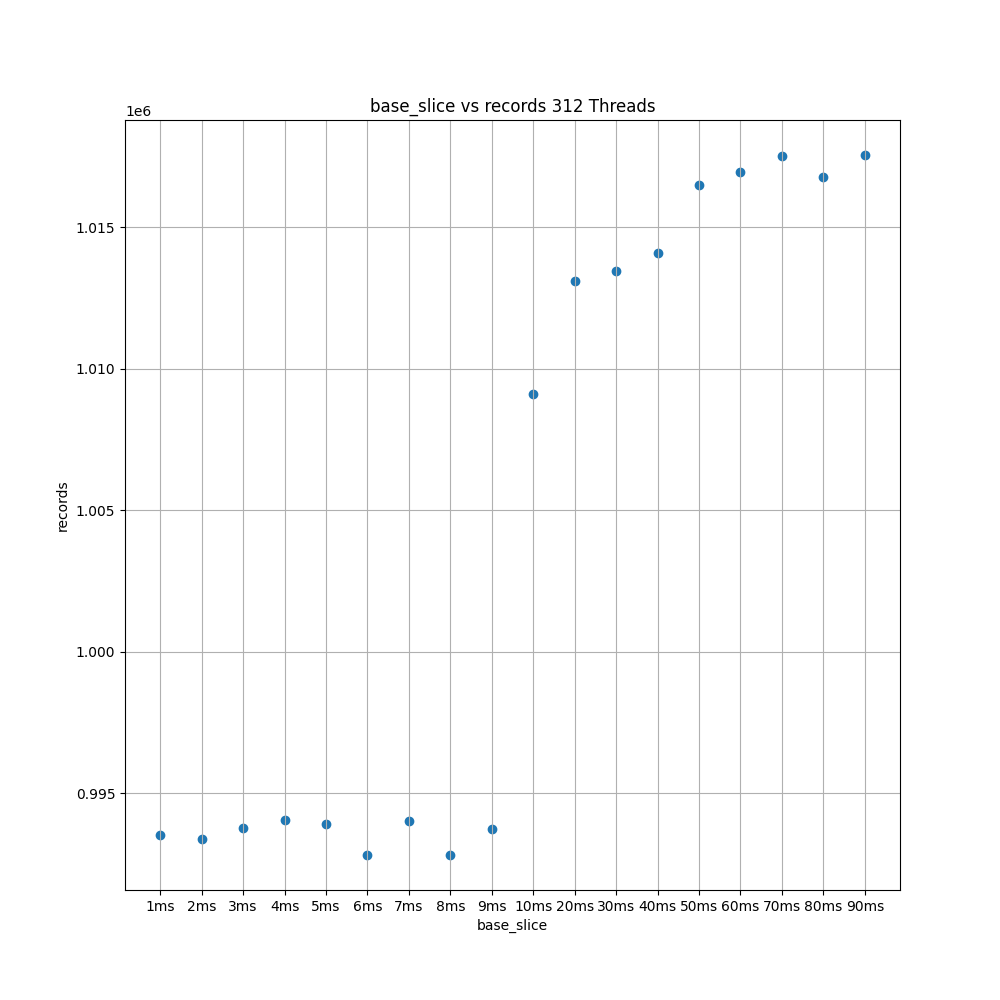 base_slice vs records 312 Threads
1e6
1.015
1.010
1.005
1.000
0.995
records
1ms 2ms 3ms 4ms 5ms 6ms 7ms 8ms 9ms 10ms 20ms 30ms 40ms 50ms 60ms 70ms 80ms 90ms
base_slice